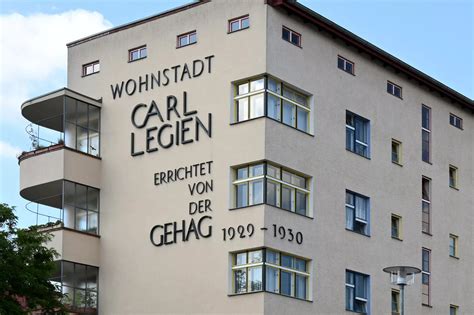 WOHNSTADT
CARL
LEGIEN
ERRICHTET
VON
DER
GEHAG 1929 - 1930